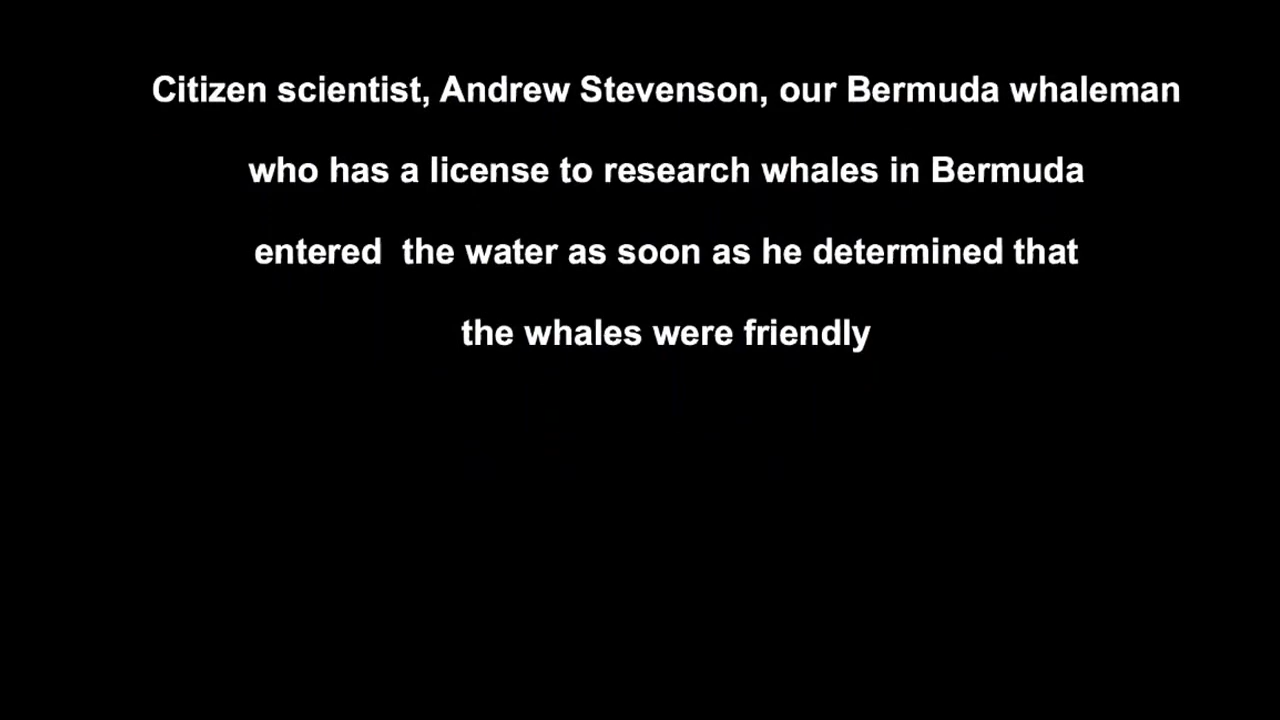 Citizen scientist, Andrew Stevenson, our Bermuda whaleman
who has a license to research whales in Bermuda
entered  the water as soon as he determined that
the whales were friendly